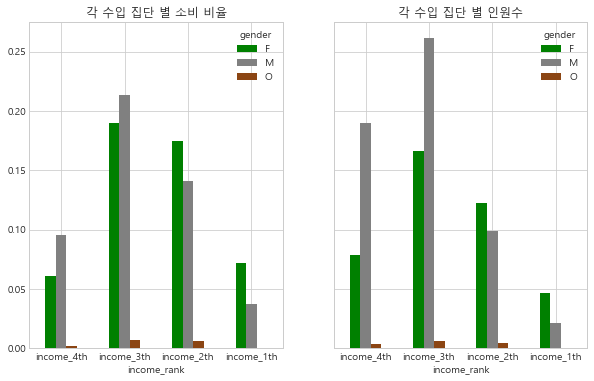 각 수입 집단 별 소비 비율
gender
F
M
O
0.25
0.20
0.15
0.10
0.05
0.00
income_4th
income_3th
income_2th
income_1th
income_rank
각 수입 집단 별 인원수
gender
F
M
O
income_4th
income_3th
income_2th
income_1th
income_rank